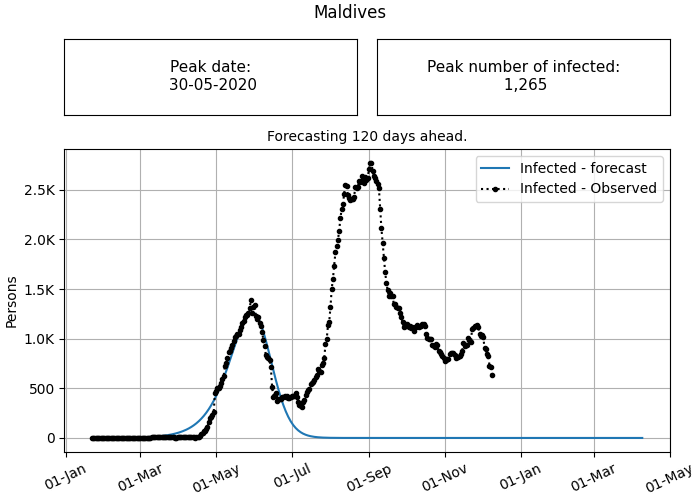 Maldives
Peak date:
30-05-2020
Peak number of infected:
1,265
Forecasting 120 days ahead.
Infected - forecast
Infected - Observed
Persons
2.5K
2.0K
1.5K
1.0K
500
0
01-Jan
01-Mar
01-May
01-Jul
01-Sep
01-Nov
01-Jan
01-Mar
01-May